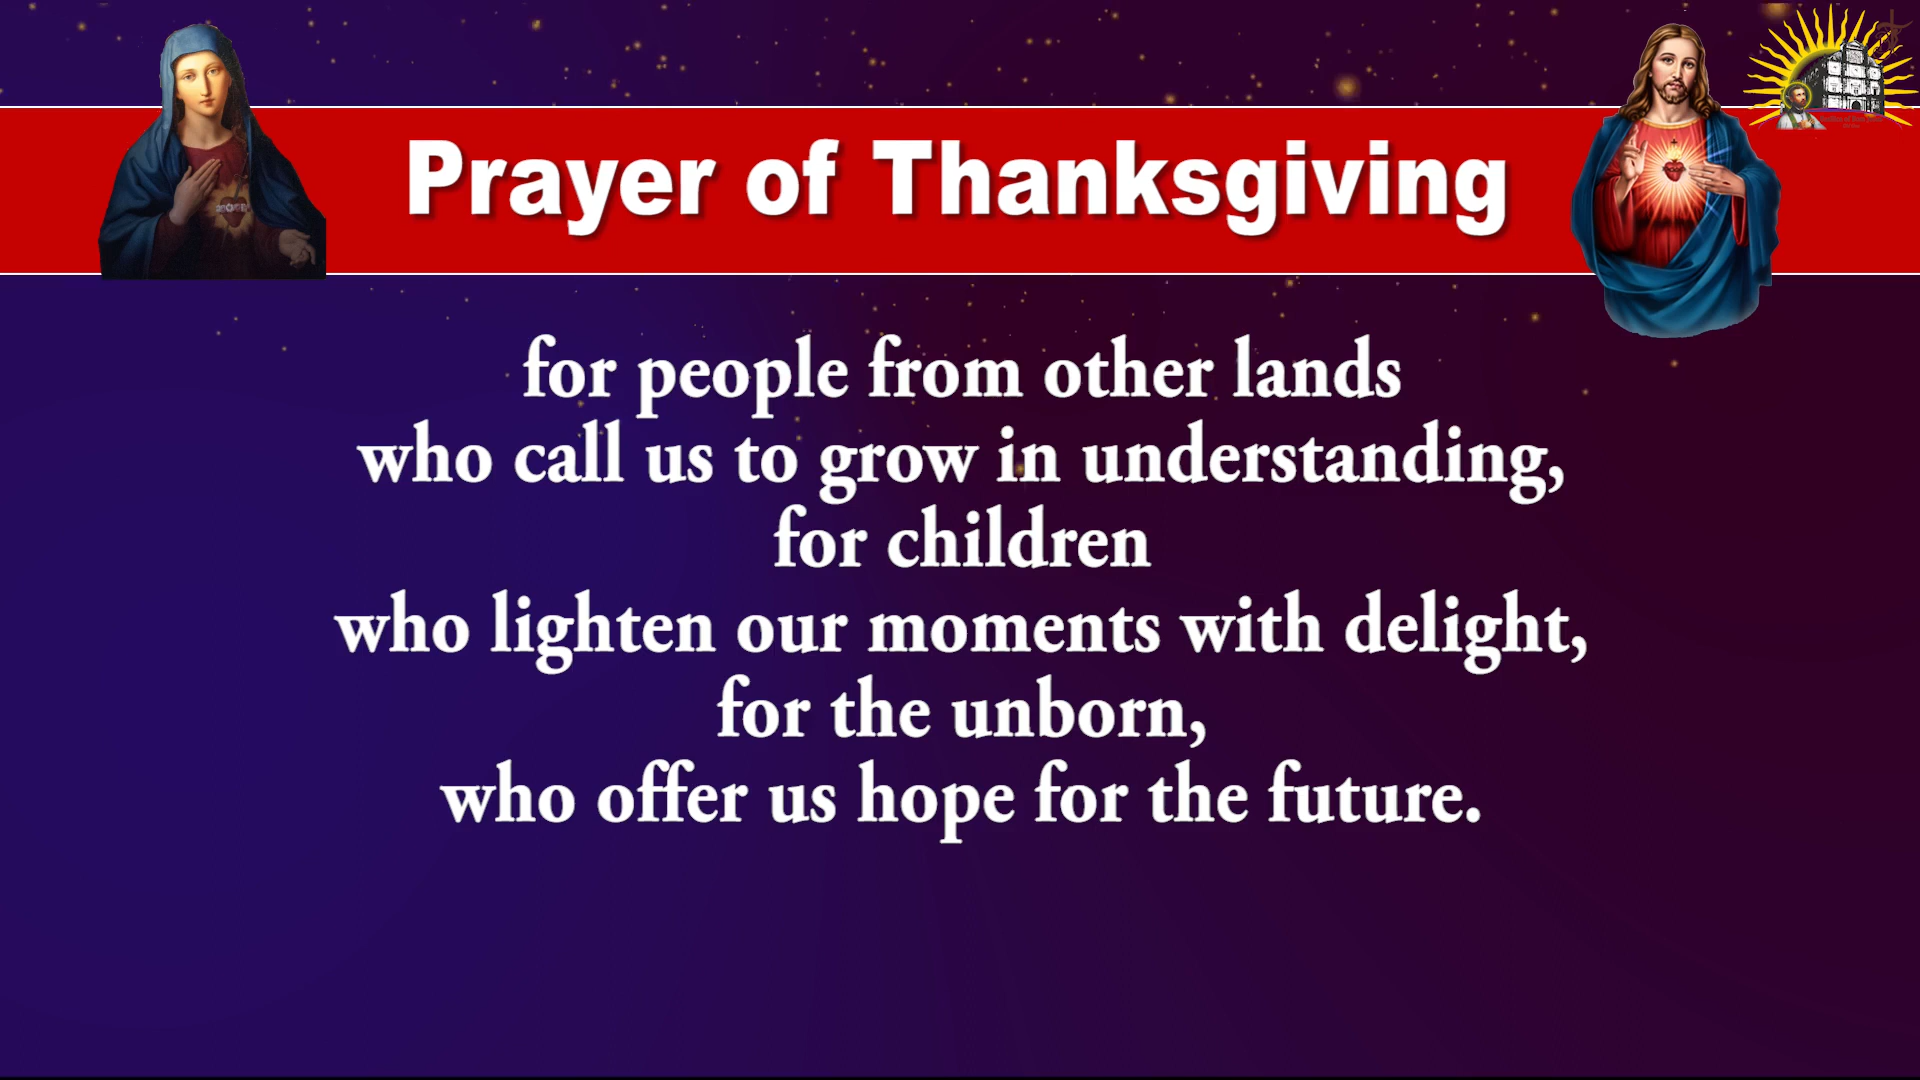 Prayer of Thanksgiving
for people from other lands
who call us to grow in understanding,
for children
who lighten our moments with delight,
for the unborn,
who offer us hope for the future.